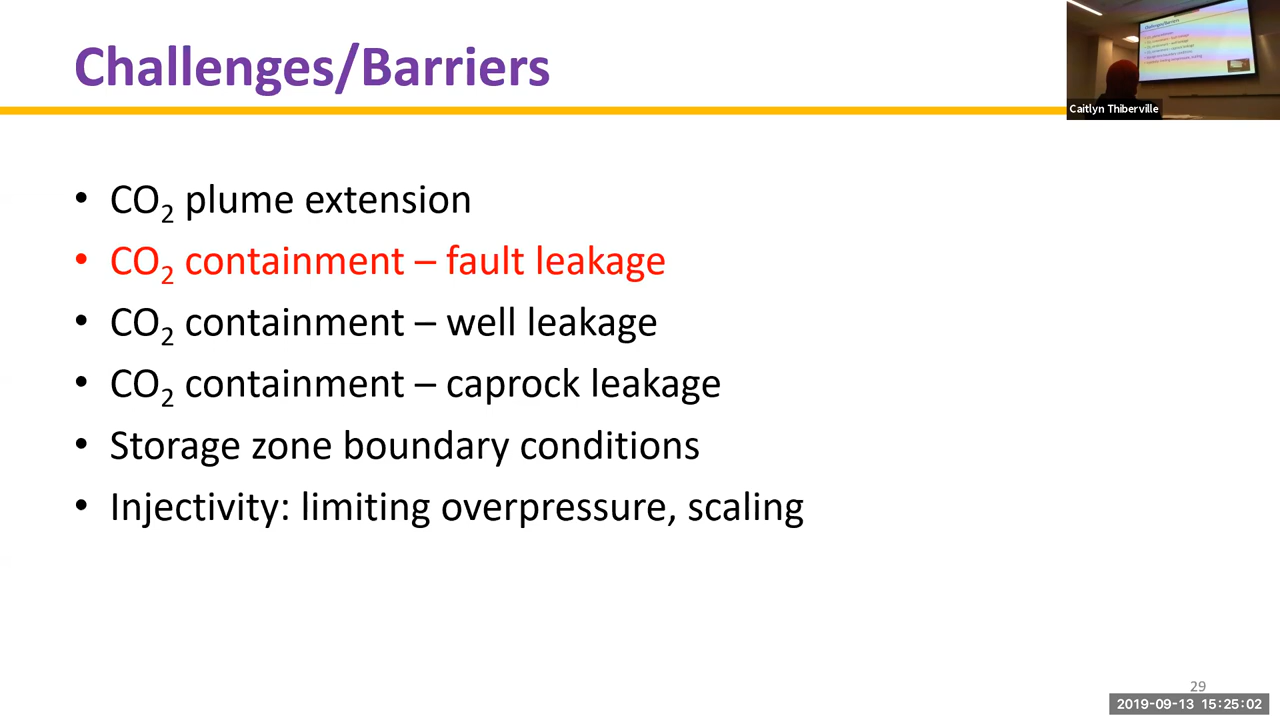 Challenges/Barriers
Caitlyn Thiberville
• CO₂ plume extension
• CO₂ containment – fault leakage
• CO₂ containment – well leakage
• CO₂ containment – caprock leakage
• Storage zone boundary conditions
• Injectivity: limiting overpressure, scaling
29
2019-09-13 15:25:02